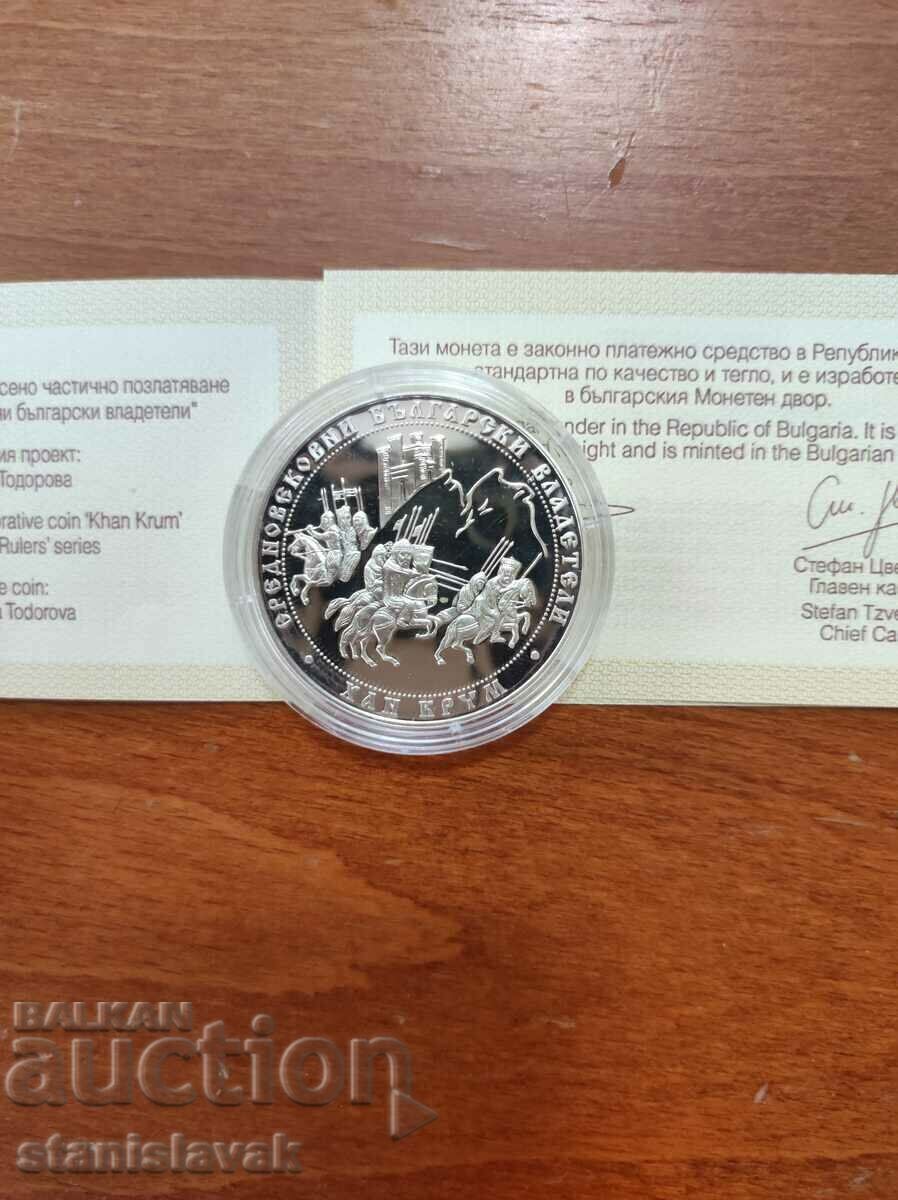 сено частично позлатяване
ни български владетели"
ия проект:
Тодорова
orative coin 'Khan Krum'
Rulers' series
e coin:
Todorova
Тази монета е законно платежно средство в Републик
стандартна по качество и тегло, и е изработе
в българския Монетен двор.
nder in the Republic of Bulgaria. It is
ight and is minted in the Bulgarian
Стефан Цве
Главен ка
Stefan Tzve
Chief Ca
СРЕДНОВЕКОВНИ БЪЛГАРСКИ ВЛАДЕТЕЛИ
ХАН КРУМ
BALKAN
auction
stanislavak